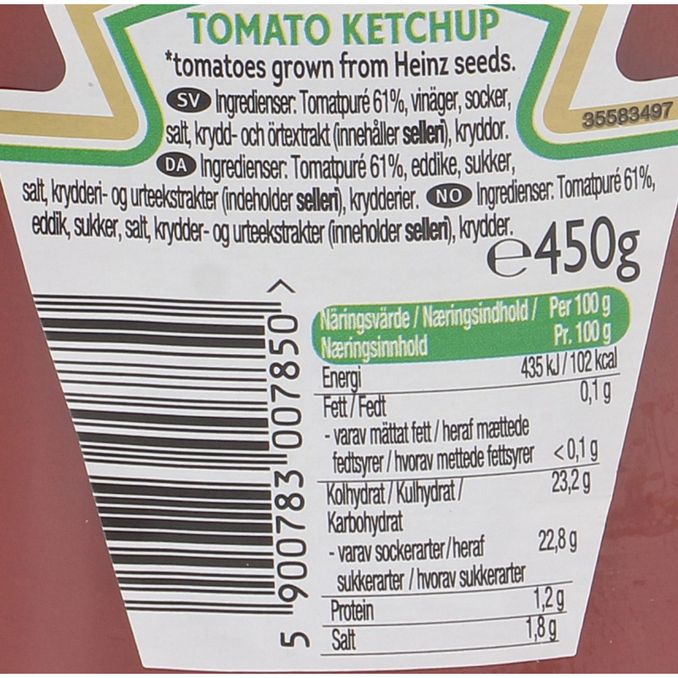 TOMATO KETCHUP
*tomatoes grown from Heinz seeds.
SV Ingredienser: Tomatpuré 61%, vinäger, socker,
salt, krydd- och örtextrakt (innehåller selleri), kryddor.
35583497
DA Ingredienser: Tomatpuré 61%, eddike, sukker,
salt, krydderi- og urteekstrakter (indeholder selleri), krydderier. NO Ingredienser: Tomatpuré 61%,
eddik, sukker, salt, krydder- og urteekstrakter (inneholder selleri), krydder.
e450g
Näringsvärde / Næringsindhold / Per 100 g
Næringsinnhold Pr. 100 g
Energi 435 kJ / 102 kcal
Fett / Fedt 0,1 g
- varav mättat fett / heraf mættede
fedtsyrer / hvorav mettede fettsyrer <0,1 g
Kolhydrat / Kulhydrat / 23,2 g
Karbohydrat
- varav sockerarter / heraf 22,8 g
sukkerarter / hvorav sukkerarter
Protein 1,2 g
Salt 1,8 g
5 900783 007850 >